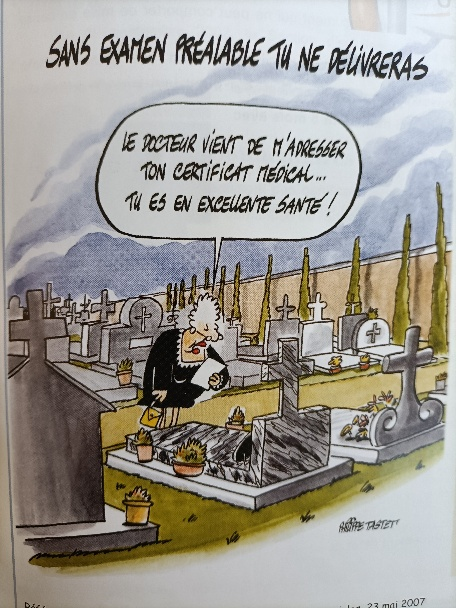 SANS EXAMEN PRÉALABLE TU NE DÉLIVRERAS
LE DOCTEUR VIENT DE M'ADRESSER
TON CERTIFICAT MÉDICAL...
TU ES EN EXCELLENTE SANTÉ !
PHILIPPE TASTET
23 mai 2007